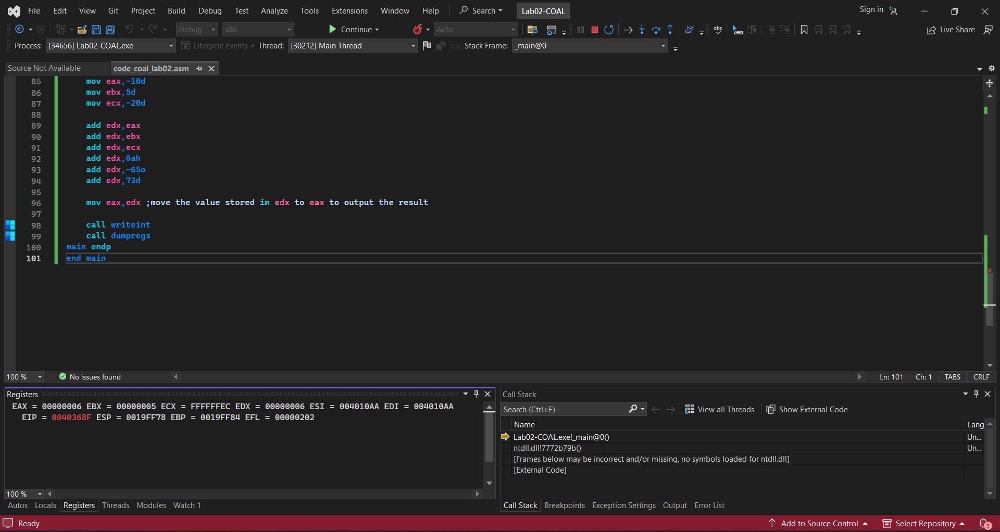 File Edit View Git Project Build Debug Test Analyze Tools Extensions Window Help Search Lab02-COAL Sign in
Debug x86 Continue Auto Live Share
Process: [34656] Lab02-COAL.exe Lifecycle Events Thread: [30212] Main Thread Stack Frame: _main@0
Source Not Available code_coal_lab02.asm
85 mov eax,-10d
86 mov ebx,5d
87 mov ecx,-20d
88
89 add edx,eax
90 add edx,ebx
91 add edx,ecx
92 add edx,0ah
93 add edx,-65o
94 add edx,73d
95
96 mov eax,edx ;move the value stored in edx to eax to output the result
97
98 call writeint
99 call dumpregs
100 main endp
101 end main
100 % No issues found Ln: 101 Ch: 1 TABS CRLF
Registers
EAX = 00000006 EBX = 00000005 ECX = FFFFFFEC EDX = 00000006 ESI = 004010AA EDI = 004010AA
EIP = 0040368F ESP = 0019FF78 EBP = 0019FF84 EFL = 00000202
100 %
Autos Locals Registers Threads Modules Watch 1
Call Stack
Search (Ctrl+E) View all Threads Show External Code
Name Lang
Lab02-COAL.exe!_main@0() Un...
ntdll.dll!7772b79b() Un...
[Frames below may be incorrect and/or missing, no symbols loaded for ntdll.dll]
[External Code]
Call Stack Breakpoints Exception Settings Output Error List
Ready Add to Source Control Select Repository 1